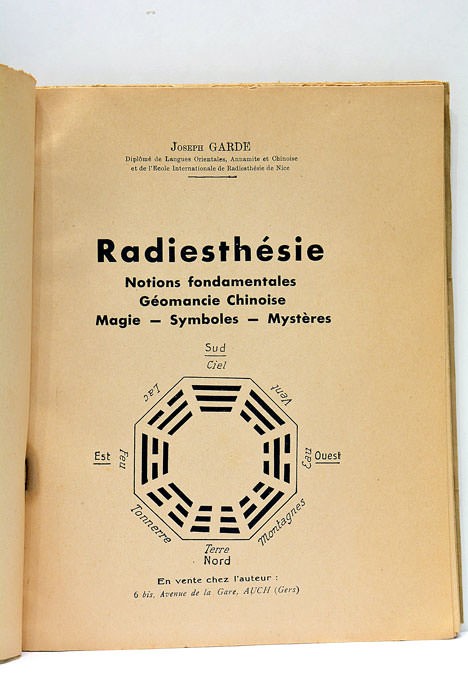 Joseph GARDE
Diplômé de Langues Orientales, Annamite et Chinoise
et de l'Ecole Internationale de Radiesthésie de Nice
Radiesthésie
Notions fondamentales
Géomancie Chinoise
Magie — Symboles — Mystères
Sud
Ciel
Lac
Vent
Est
Feu
Eau
Ouest
Tonnerre
Montagnes
Terre
Nord
En vente chez l'auteur :
6 bis, Avenue de la Gare, AUCH (Gers)